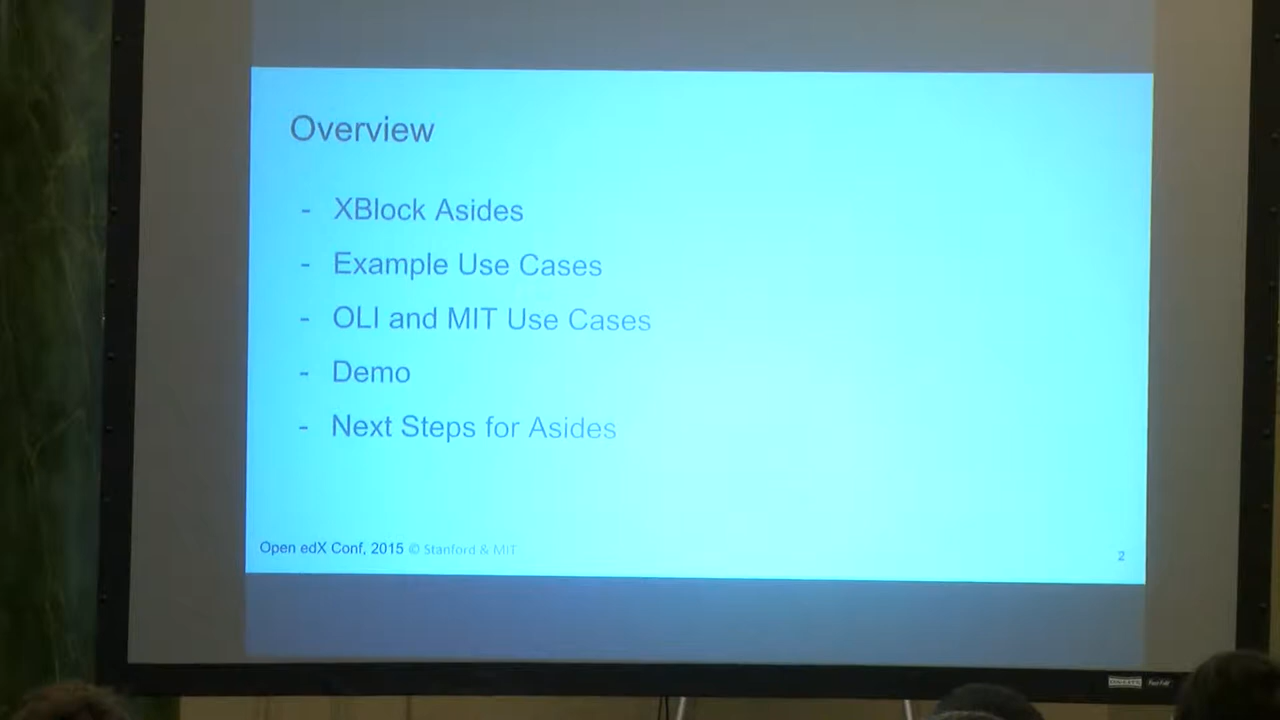 Overview
- XBlock Asides
- Example Use Cases
- OLI and MIT Use Cases
- Demo
- Next Steps for Asides
Open edX Conf, 2015 © Stanford & MIT
2